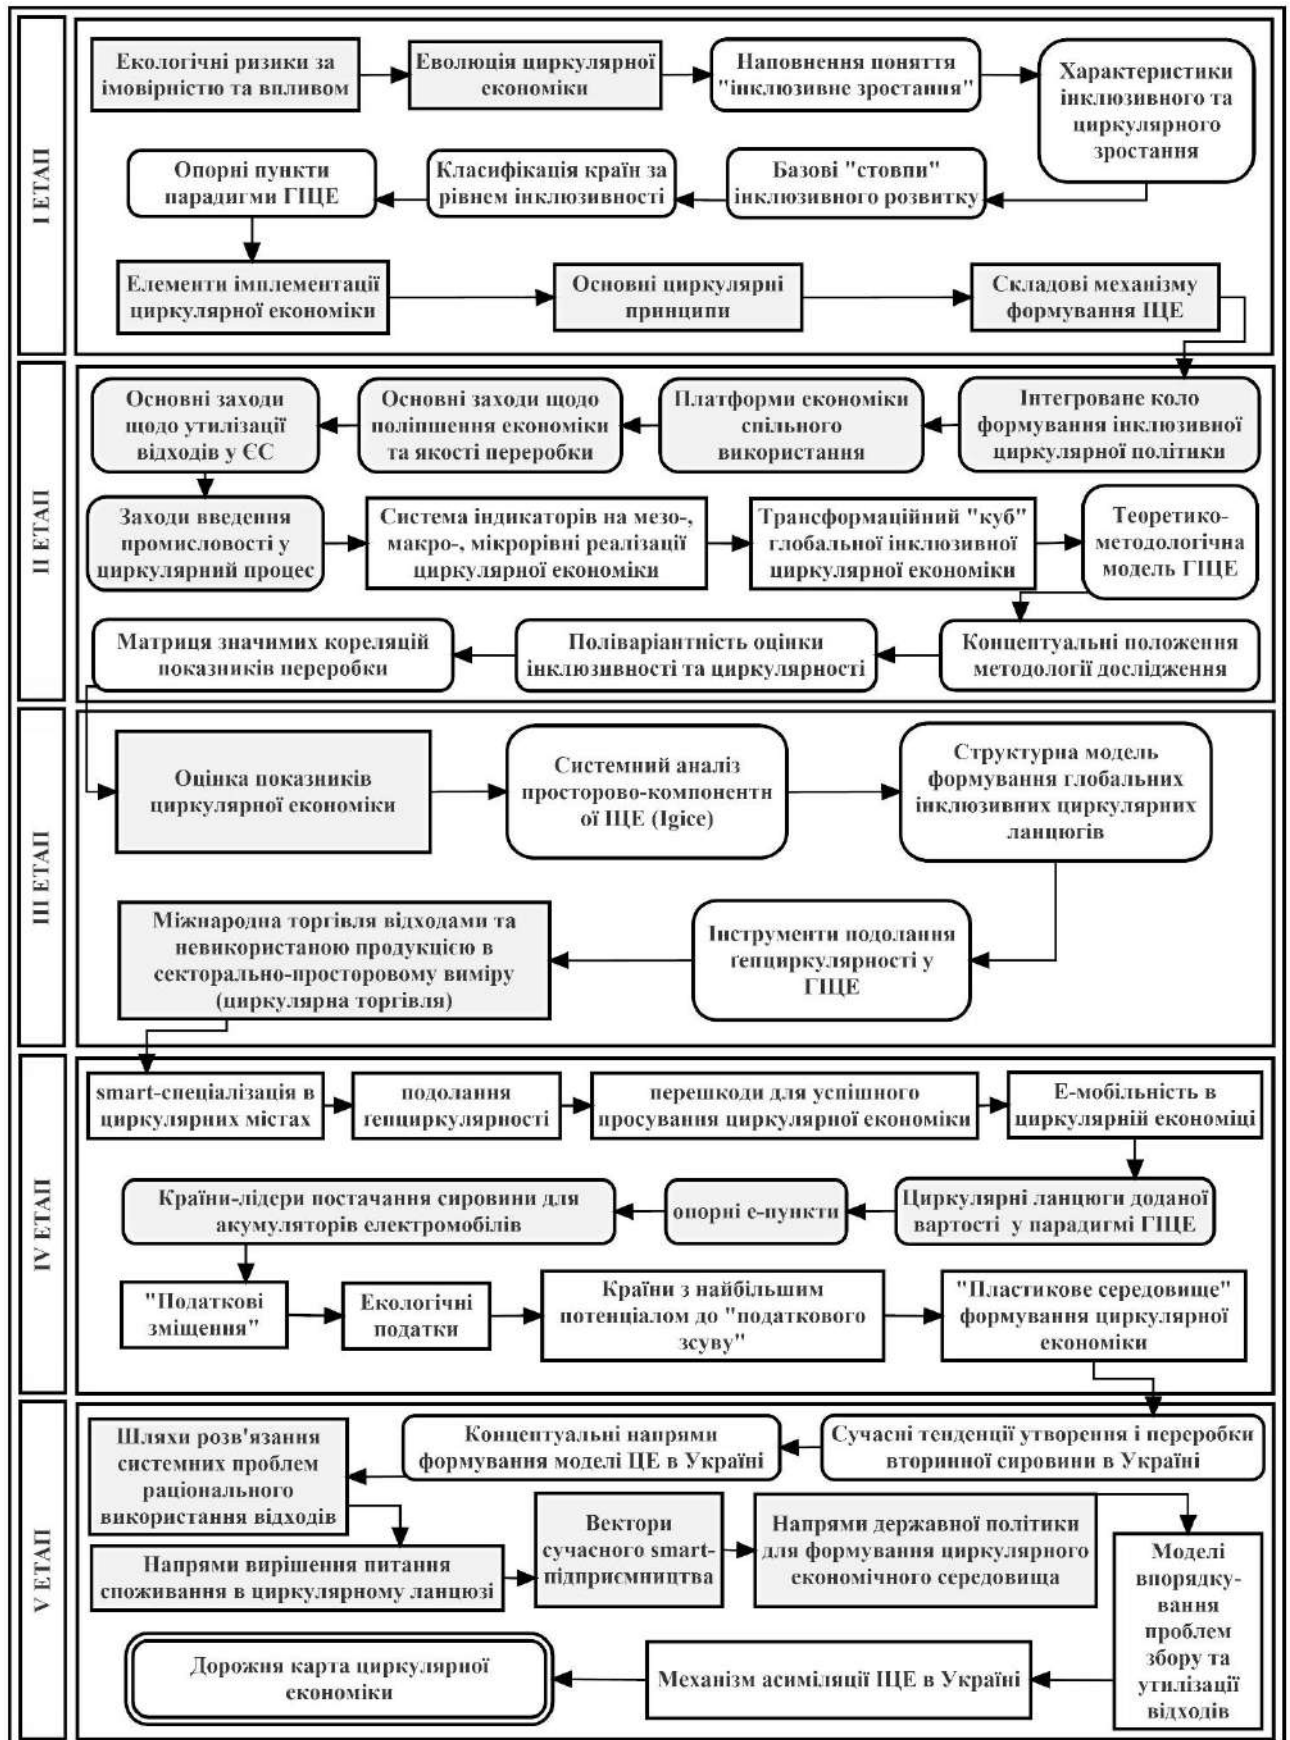 І ЕТАП
Екологічні ризики за
імовірністю та впливом
Еволюція циркулярної
економіки
Наповнення поняття
"інклюзивне зростання"
Характеристики
інклюзивного та
циркулярного
зростання
Базові "стовпи"
інклюзивного розвитку
Класифікація країн за
рівнем інклюзивності
Опорні пункти
парадигми ГІЦЕ
Елементи імплементації
циркулярної економіки
Основні циркулярні
принципи
Складові механізму
формування ІЦЕ
ІІ ЕТАП
Інтегроване коло
формування інклюзивної
циркулярної політики
Платформи економіки
спільного
використання
Основні заходи щодо
поліпшення економіки
та якості переробки
Основні заходи
щодо утилізації
відходів у ЄС
Заходи введення
промисловості у
циркулярний процес
Система індикаторів на мезо-,
макро-, мікрорівні реалізації
циркулярної економіки
Трансформаційний "куб"
глобальної інклюзивної
циркулярної економіки
Теоретико-
методологічна
модель ГІЦЕ
Концептуальні положення
методології дослідження
Поліваріантність оцінки
інклюзивності та циркулярності
Матриця значимих кореляцій
показників переробки
ІІІ ЕТАП
Оцінка показників
циркулярної економіки
Системний аналіз
просторово-компонентн
ої ІЦЕ (Igice)
Структурна модель
формування глобальних
інклюзивних циркулярних
ланцюгів
Інструменти подолання
ґепциркулярності у
ГІЦЕ
Міжнародна торгівля відходами та
невикористаною продукцією в
секторально-просторовому виміру
(циркулярна торгівля)
IV ЕТАП
smart-спеціалізація в
циркулярних містах
подолання
ґепциркулярності
перешкоди для успішного
просування циркулярної економіки
Е-мобільність в
циркулярній економіці
Циркулярні ланцюги доданої
вартості у парадигмі ГІЦЕ
опорні е-пункти
Країни-лідери постачання сировини для
акумуляторів електромобілів
"Податкові
зміщення"
Екологічні
податки
Країни з найбільшим
потенціалом до "податкового
зсуву"
"Пластикове середовище"
формування циркулярної
економіки
V ЕТАП
Сучасні тенденції утворення і переробки
вторинної сировини в Україні
Концептуальні напрями
формування моделі ЦЕ в Україні
Шляхи розв'язання
системних проблем
раціонального
використання відходів
Напрями вирішення питання
споживання в циркулярному ланцюзі
Вектори
сучасного smart-
підприємництва
Напрями державної політики
для формування циркулярного
економічного середовища
Моделі
впорядку-
вання
проблем
збору та
утилізації
відходів
Механізм асиміляції ІЦЕ в Україні
Дорожня карта циркулярної
економіки